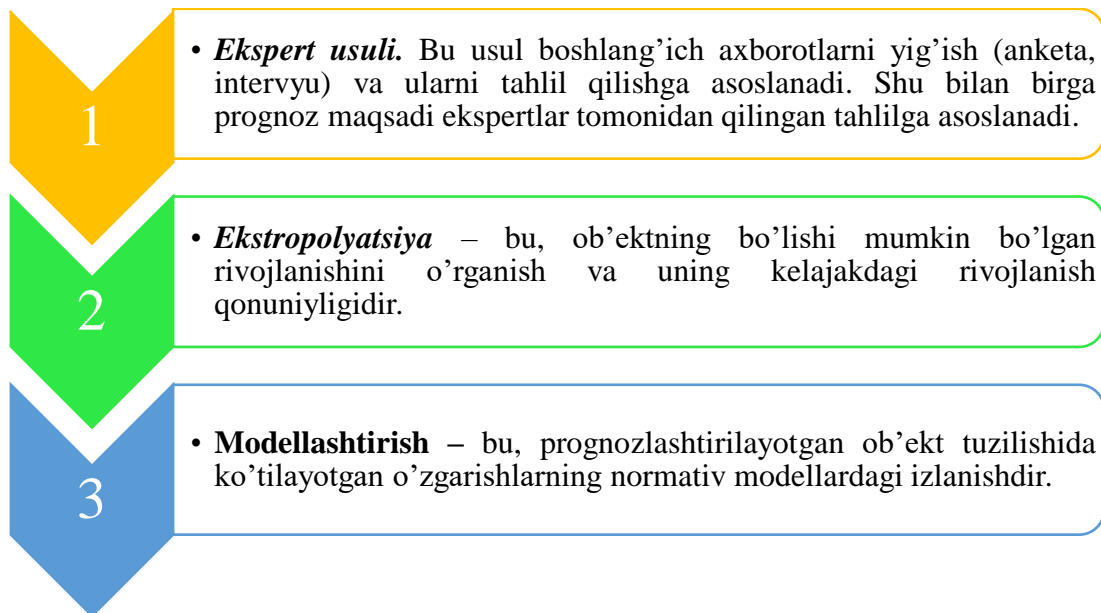 1
• Ekspert usuli. Bu usul boshlang’ich axborotlarni yig’ish (anketa,
intervyu) va ularni tahlil qilishga asoslanadi. Shu bilan birga
prognoz maqsadi ekspertlar tomonidan qilingan tahlilga asoslanadi.
2
• Ekstropolyatsiya – bu, ob’ektning bo’lishi mumkin bo’lgan
rivojlanishini o’rganish va uning kelajakdagi rivojlanish
qonuniyligidir.
3
• Modellashtirish – bu, prognozlashtirilayotgan ob’ekt tuzilishida
ko’tilayotgan o’zgarishlarning normativ modellardagi izlanishdir.